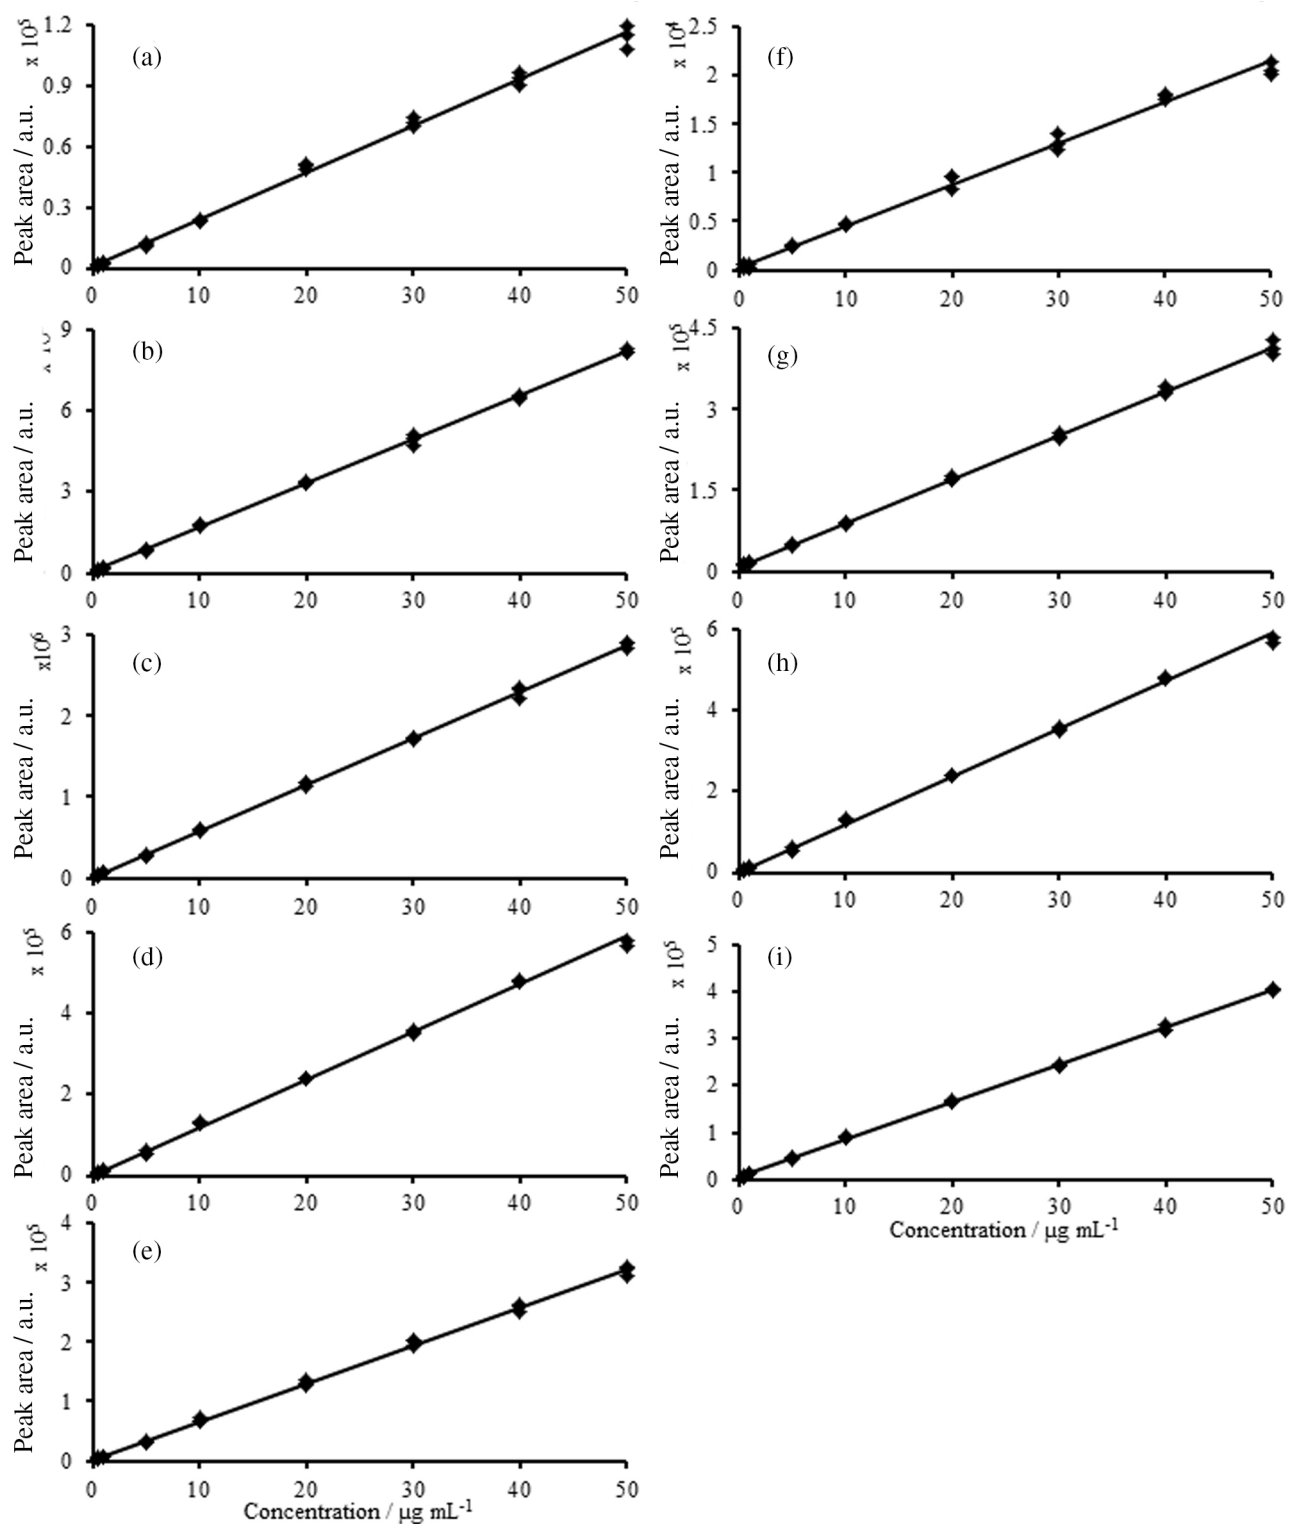 x 10⁵
Peak area / a.u.
(a)
1.2
0.9
0.6
0.3
0
0 10 20 30 40 50
Peak area / a.u.
(b)
9
6
3
0
0 10 20 30 40 50
x10⁶
Peak area / a.u.
(c)
3
2
1
0
0 10 20 30 40 50
x 10⁵
Peak area / a.u.
(d)
6
4
2
0
0 10 20 30 40 50
x 10⁵
Peak area / a.u.
(e)
4
3
2
1
0
0 10 20 30 40 50
Concentration / µg mL⁻¹
x 10⁴
Peak area / a.u.
(f)
2.5
2
1.5
1
0.5
0
0 10 20 30 40 50
x 10⁵
Peak area / a.u.
(g)
4.5
3
1.5
0
0 10 20 30 40 50
x 10⁵
Peak area / a.u.
(h)
6
4
2
0
0 10 20 30 40 50
x 10⁵
Peak area / a.u.
(i)
5
4
3
2
1
0
0 10 20 30 40 50
Concentration / µg mL⁻¹